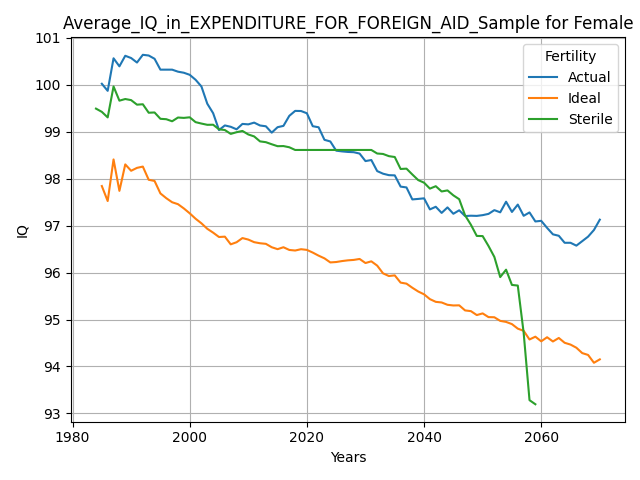 Average_IQ_in_EXPENDITURE_FOR_FOREIGN_AID_Sample for Female
101
100
99
98
97
96
95
94
93
IQ
Fertility
Actual
Ideal
Sterile
1980
2000
2020
2040
2060
Years